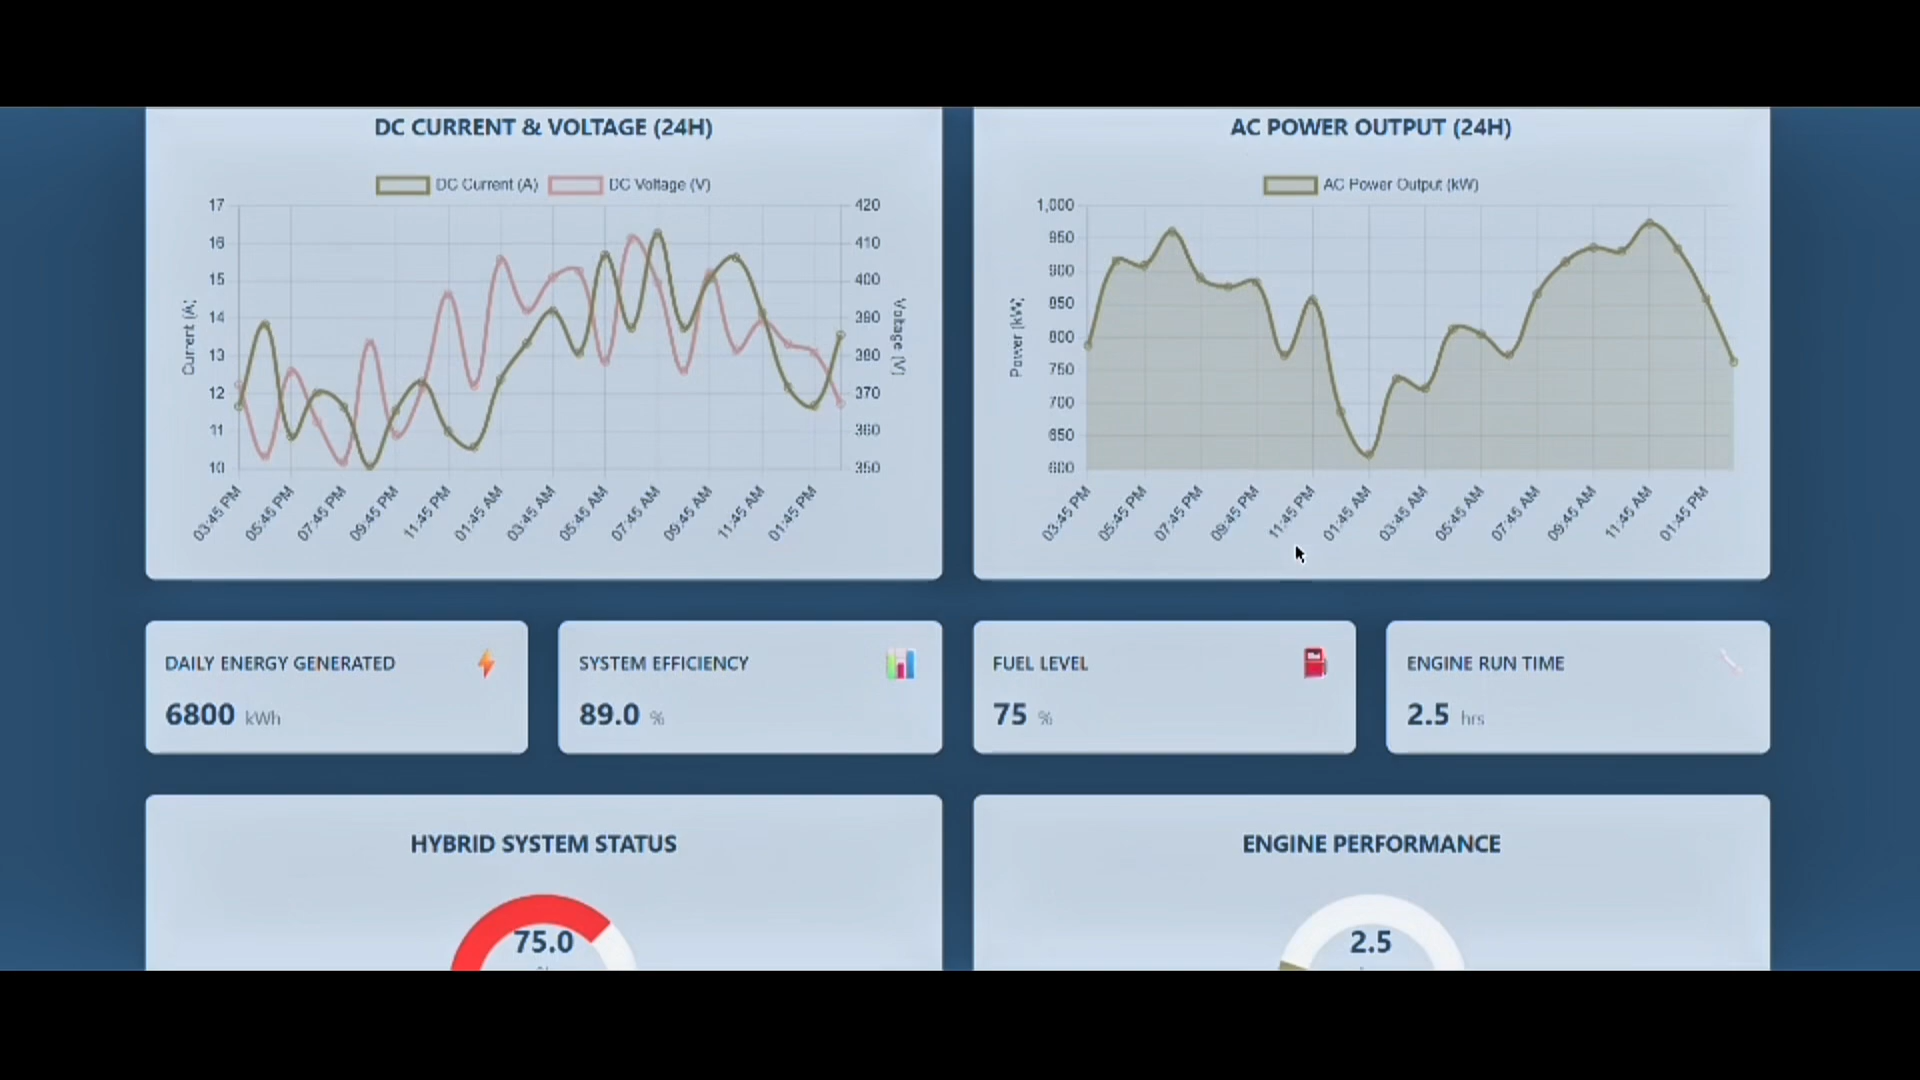 DC CURRENT & VOLTAGE (24H)
DC Current (A)
DC Voltage (V)
17
16
15
14
13
12
11
10
Current (A)
420
410
400
390
380
370
360
350
Voltage (V)
03:45 PM
05:45 PM
07:45 PM
09:45 PM
11:45 PM
01:45 AM
03:45 AM
05:45 AM
07:45 AM
09:45 AM
11:45 AM
01:45 PM
AC POWER OUTPUT (24H)
AC Power Output (kW)
1,000
950
900
850
800
750
700
650
600
Power (kW)
03:45 PM
05:45 PM
07:45 PM
09:45 PM
11:45 PM
01:45 AM
03:45 AM
05:45 AM
07:45 AM
09:45 AM
11:45 AM
01:45 PM
DAILY ENERGY GENERATED
6800 kWh
SYSTEM EFFICIENCY
89.0 %
FUEL LEVEL
75 %
ENGINE RUN TIME
2.5 hrs
HYBRID SYSTEM STATUS
75.0
ENGINE PERFORMANCE
2.5